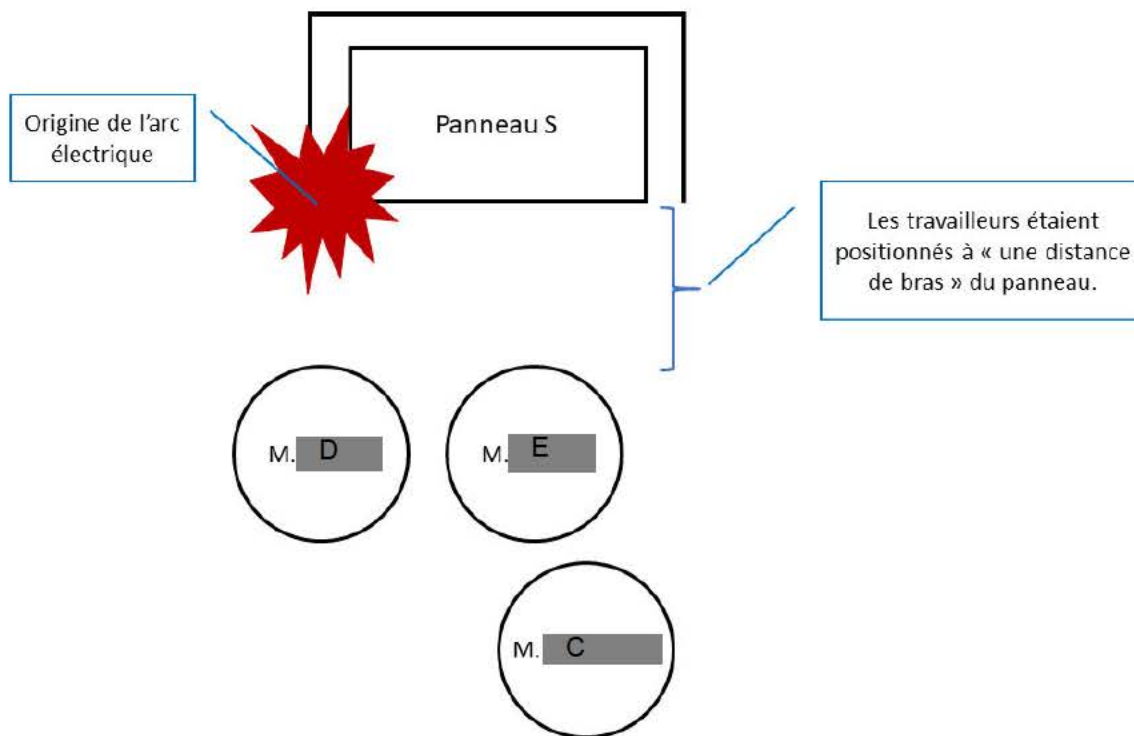 Origine de l'arc
électrique
Panneau S
Les travailleurs étaient
positionnés à « une distance
de bras » du panneau.
M. D
M. E
M. C